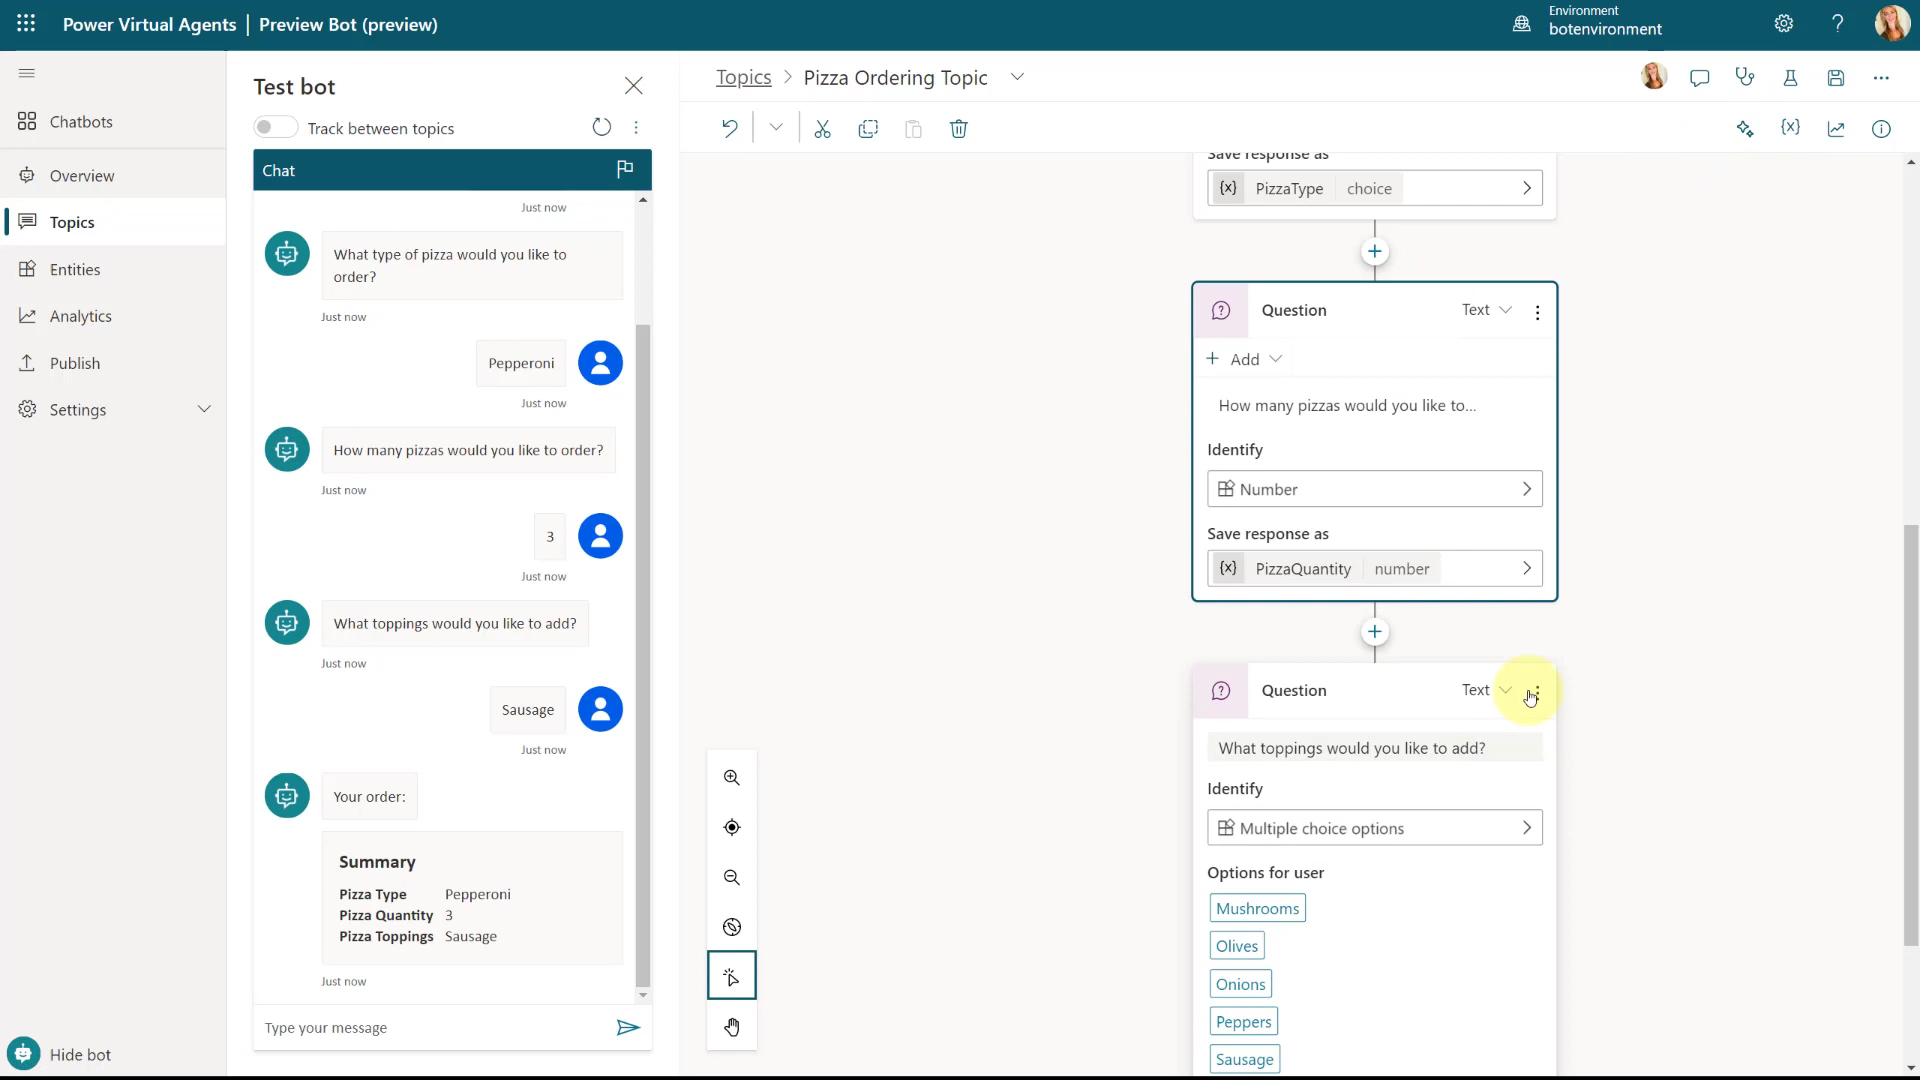 Power Virtual Agents | Preview Bot (preview)
Environment
botenvironment
?
Chatbots
Overview
Topics
Entities
Analytics
Publish
Settings
Hide bot
Test bot
Track between topics
Chat
Just now
What type of pizza would you like to
order?
Just now
Pepperoni
Just now
How many pizzas would you like to order?
Just now
3
Just now
What toppings would you like to add?
Just now
Sausage
Just now
Your order:
Summary
Pizza Type Pepperoni
Pizza Quantity 3
Pizza Toppings Sausage
Just now
Type your message
Topics > Pizza Ordering Topic
Save response as
{x} PizzaType choice
Question Text
+ Add
How many pizzas would you like to...
Identify
Number
Save response as
{x} PizzaQuantity number
Question Text
What toppings would you like to add?
Identify
Multiple choice options
Options for user
Mushrooms
Olives
Onions
Peppers
Sausage